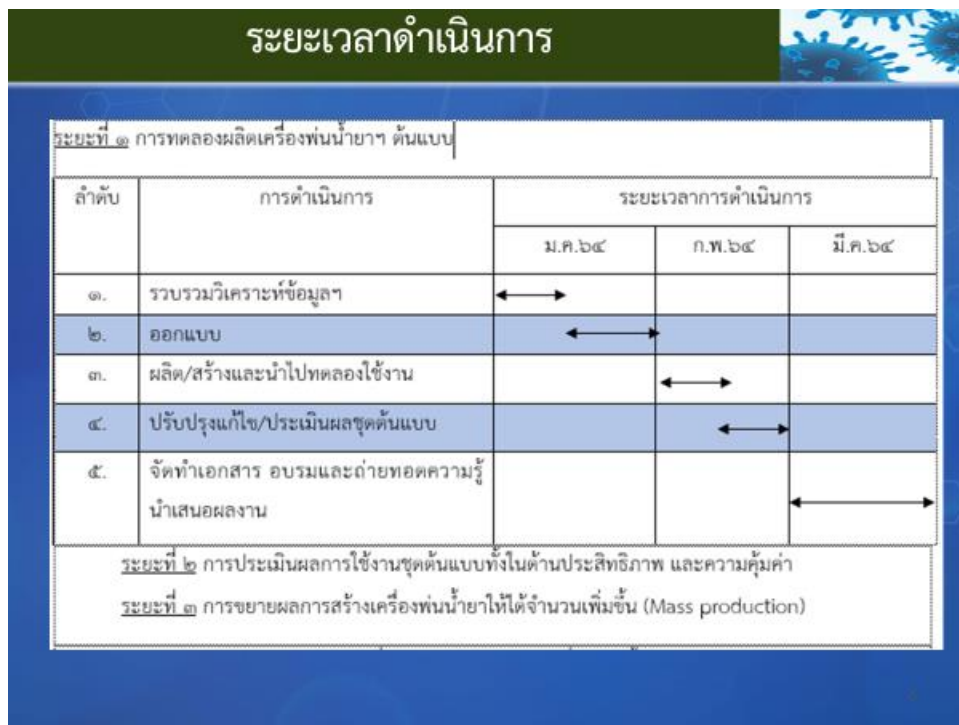 ระยะเวลาดำเนินการ
ระยะที่ ๑ การทดลองผลิตเครื่องพ่นน้ำยาฯ ต้นแบบ
ลำดับ การดำเนินการ ระยะเวลาการดำเนินการ
ม.ค.๖๔ ก.พ.๖๔ มี.ค.๖๔
๑. รวบรวมวิเคราะห์ข้อมูลฯ
๒. ออกแบบ
๓. ผลิต/สร้างและนำไปทดลองใช้งาน
๔. ปรับปรุงแก้ไข/ประเมินผลชุดต้นแบบ
๕. จัดทำเอกสาร อบรมและถ่ายทอดความรู้
นำเสนอผลงาน
ระยะที่ ๒ การประเมินผลการใช้งานชุดต้นแบบทั้งในด้านประสิทธิภาพ และความคุ้มค่า
ระยะที่ ๓ การขยายผลการสร้างเครื่องพ่นน้ำยาให้ได้จำนวนเพิ่มขึ้น (Mass production)